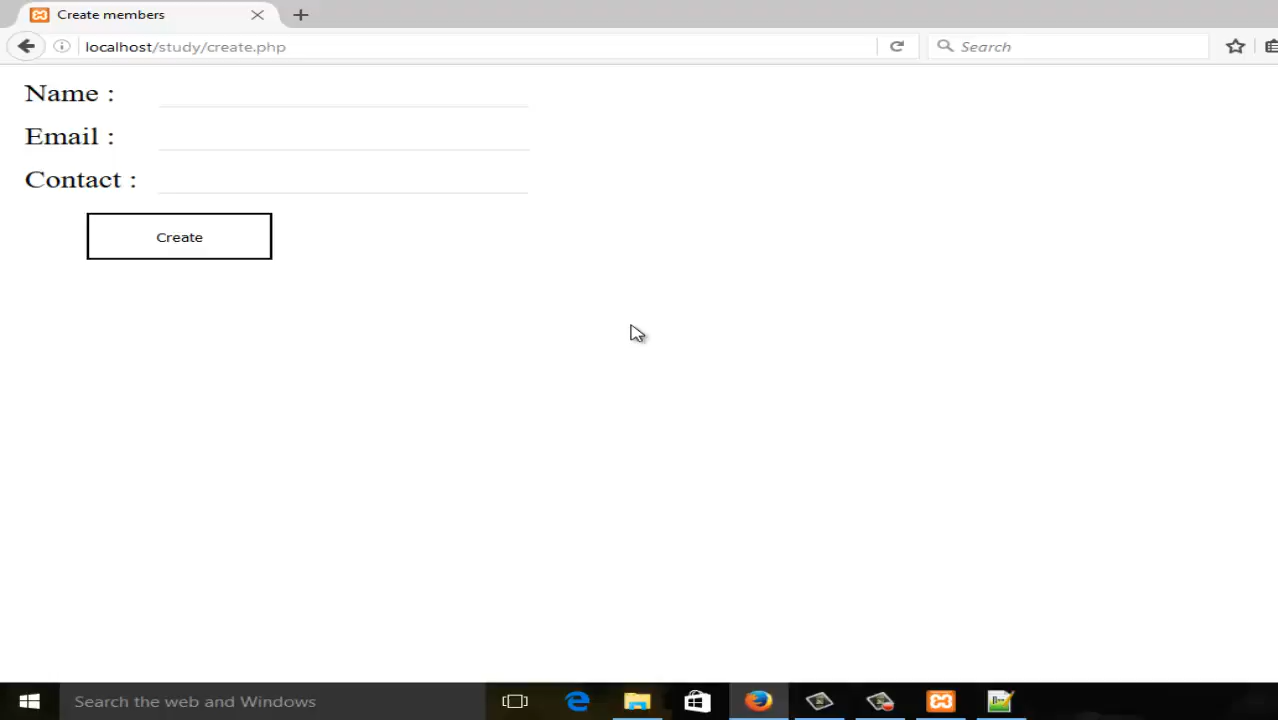 Create members
localhost/study/create.php
Search
Name :
Email :
Contact :
Create
Search the web and Windows